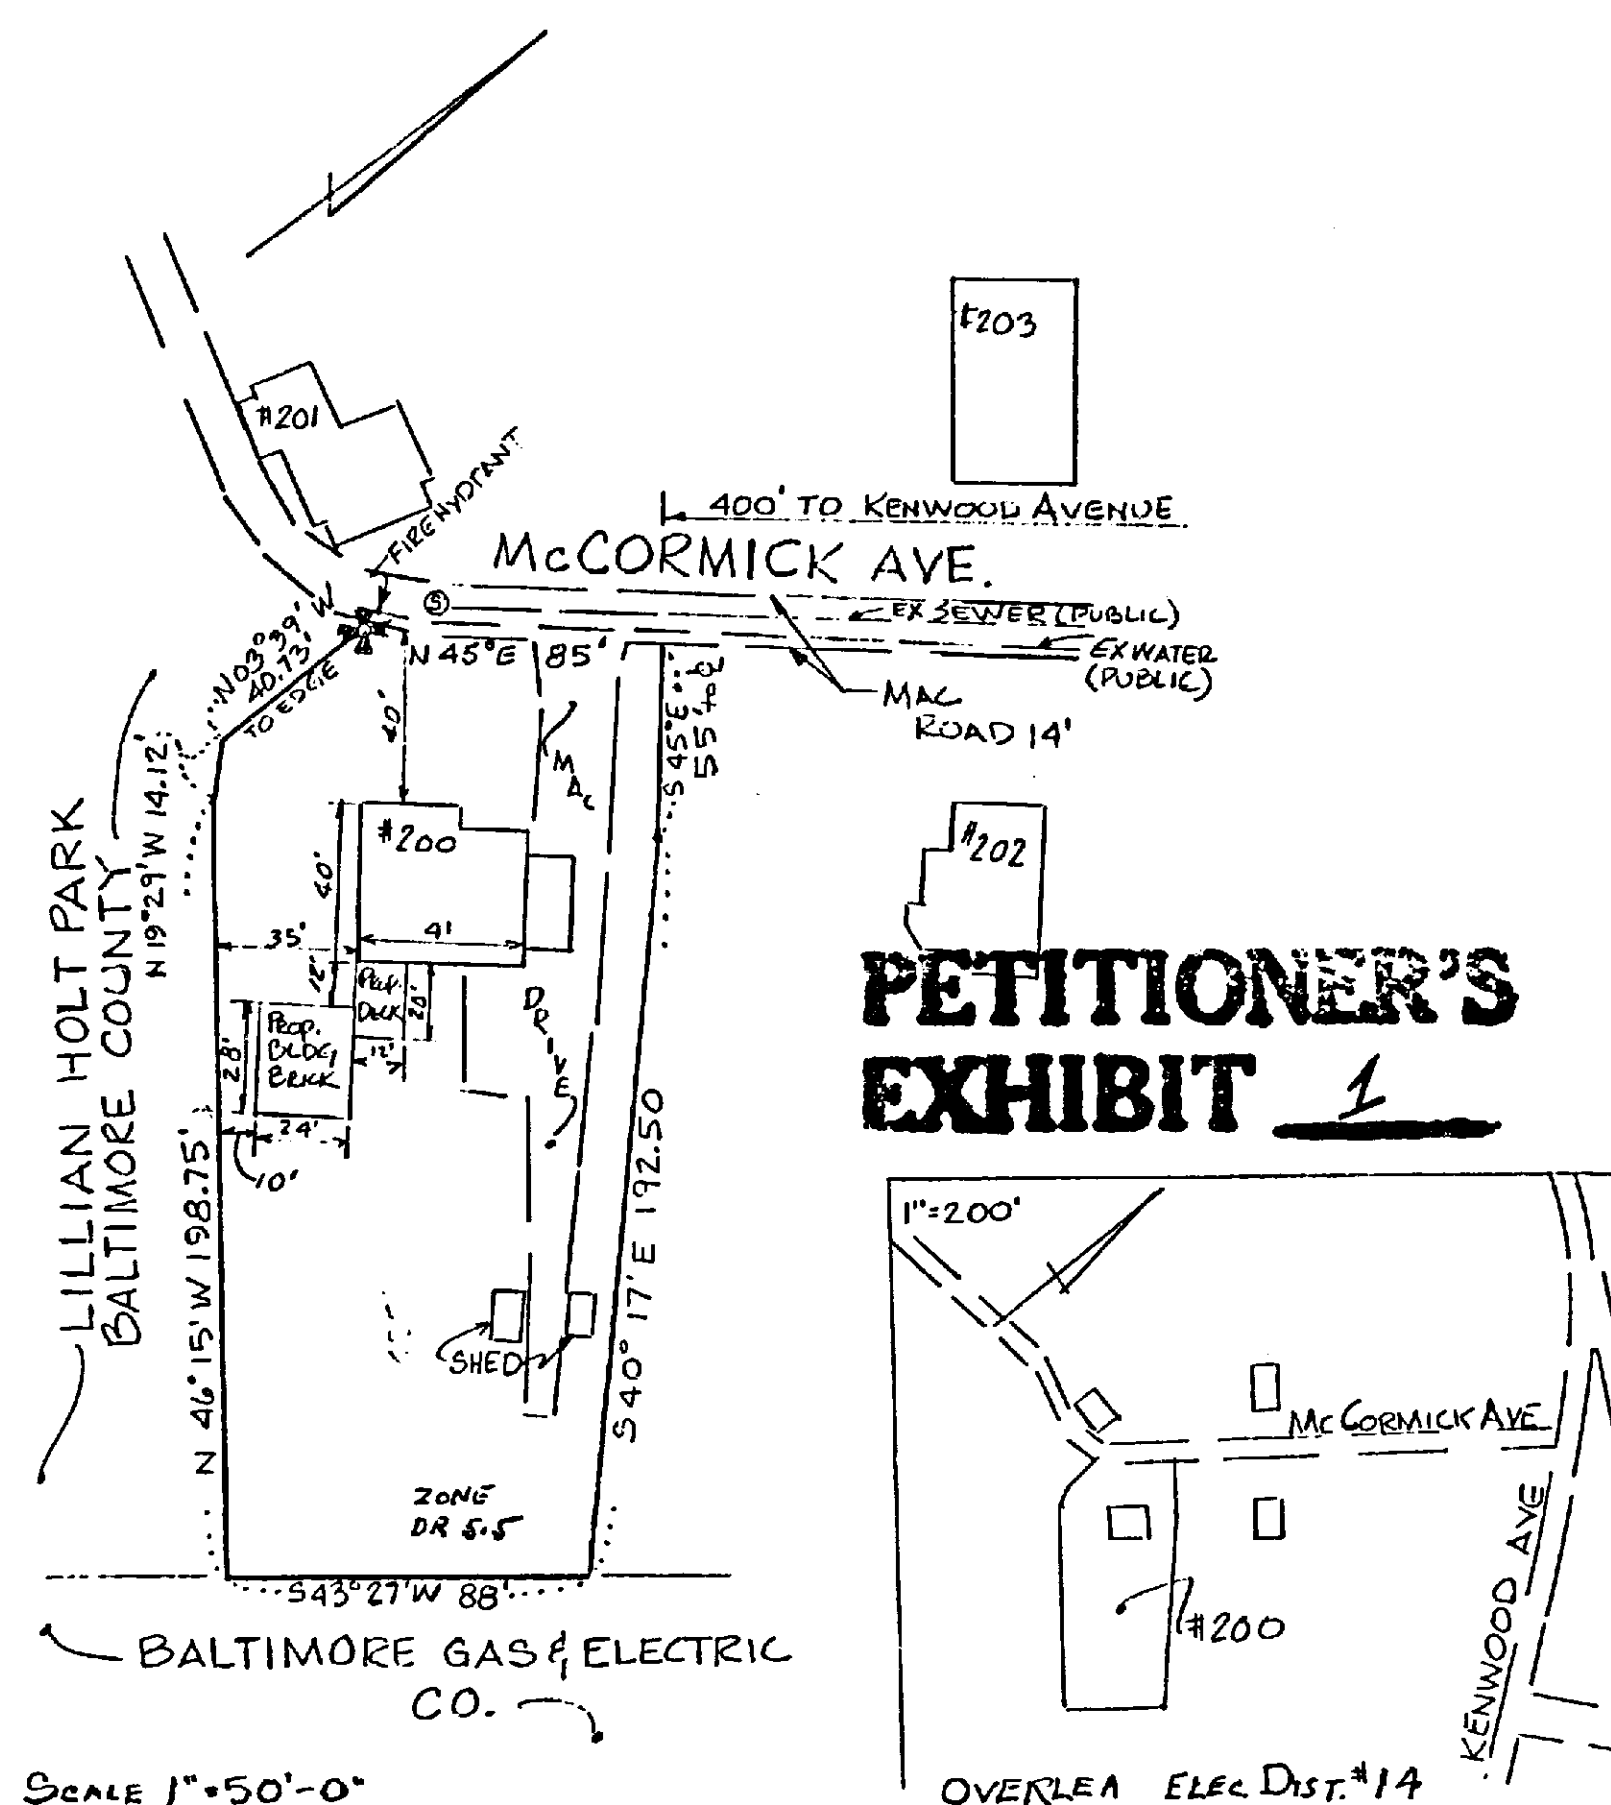 #203
#201
FIRE HYDRANT
400' TO KENWOOD AVENUE
McCORMICK AVE.
S
EX SEWER (PUBLIC)
EX WATER
(PUBLIC)
MAC
ROAD 14'
N 45°E 85'
N03°39' W
40.73'
TO EDGE
40'
S 45°E
55' to ℄
MAC
DRIVE
N 19°29' W 14.12'
LILLIAN HOLT PARK
BALTIMORE COUNTY
#200
40'
41'
35'
12'
PROP.
DECK
20'
12'
PROP.
BLDG,
BRICK
28'
24'
10'
#202
PETITIONER'S
EXHIBIT 1
N 46°15' W 198.75'
S 40° 17' E 192.50
SHED
ZONE
DR 5.5
S43°27'W 88'
BALTIMORE GAS & ELECTRIC
CO.
SCALE 1"=50'-0"
1"=200'
McCORMICK AVE
KENWOOD AVE
#200
OVERLEA ELEC. DIST. #14